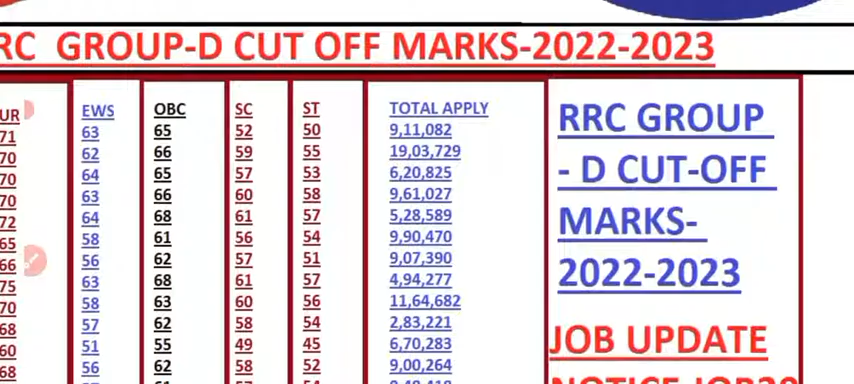 RC GROUP-D CUT OFF MARKS-2022-2023
UR EWS OBC SC ST TOTAL APPLY
71 63 65 52 50 9,11,082
70 62 66 59 55 19,03,729
70 64 65 57 53 6,20,825
70 63 66 60 58 9,61,027
72 64 68 61 57 5,28,589
65 58 61 56 54 9,90,470
66 56 62 57 51 9,07,390
75 63 68 61 57 4,94,277
70 58 63 60 56 11,64,682
68 57 62 58 54 2,83,221
60 51 55 49 45 6,70,283
68 56 62 58 52 9,00,264
RRC GROUP
- D CUT-OFF
MARKS-
2022-2023
JOB UPDATE